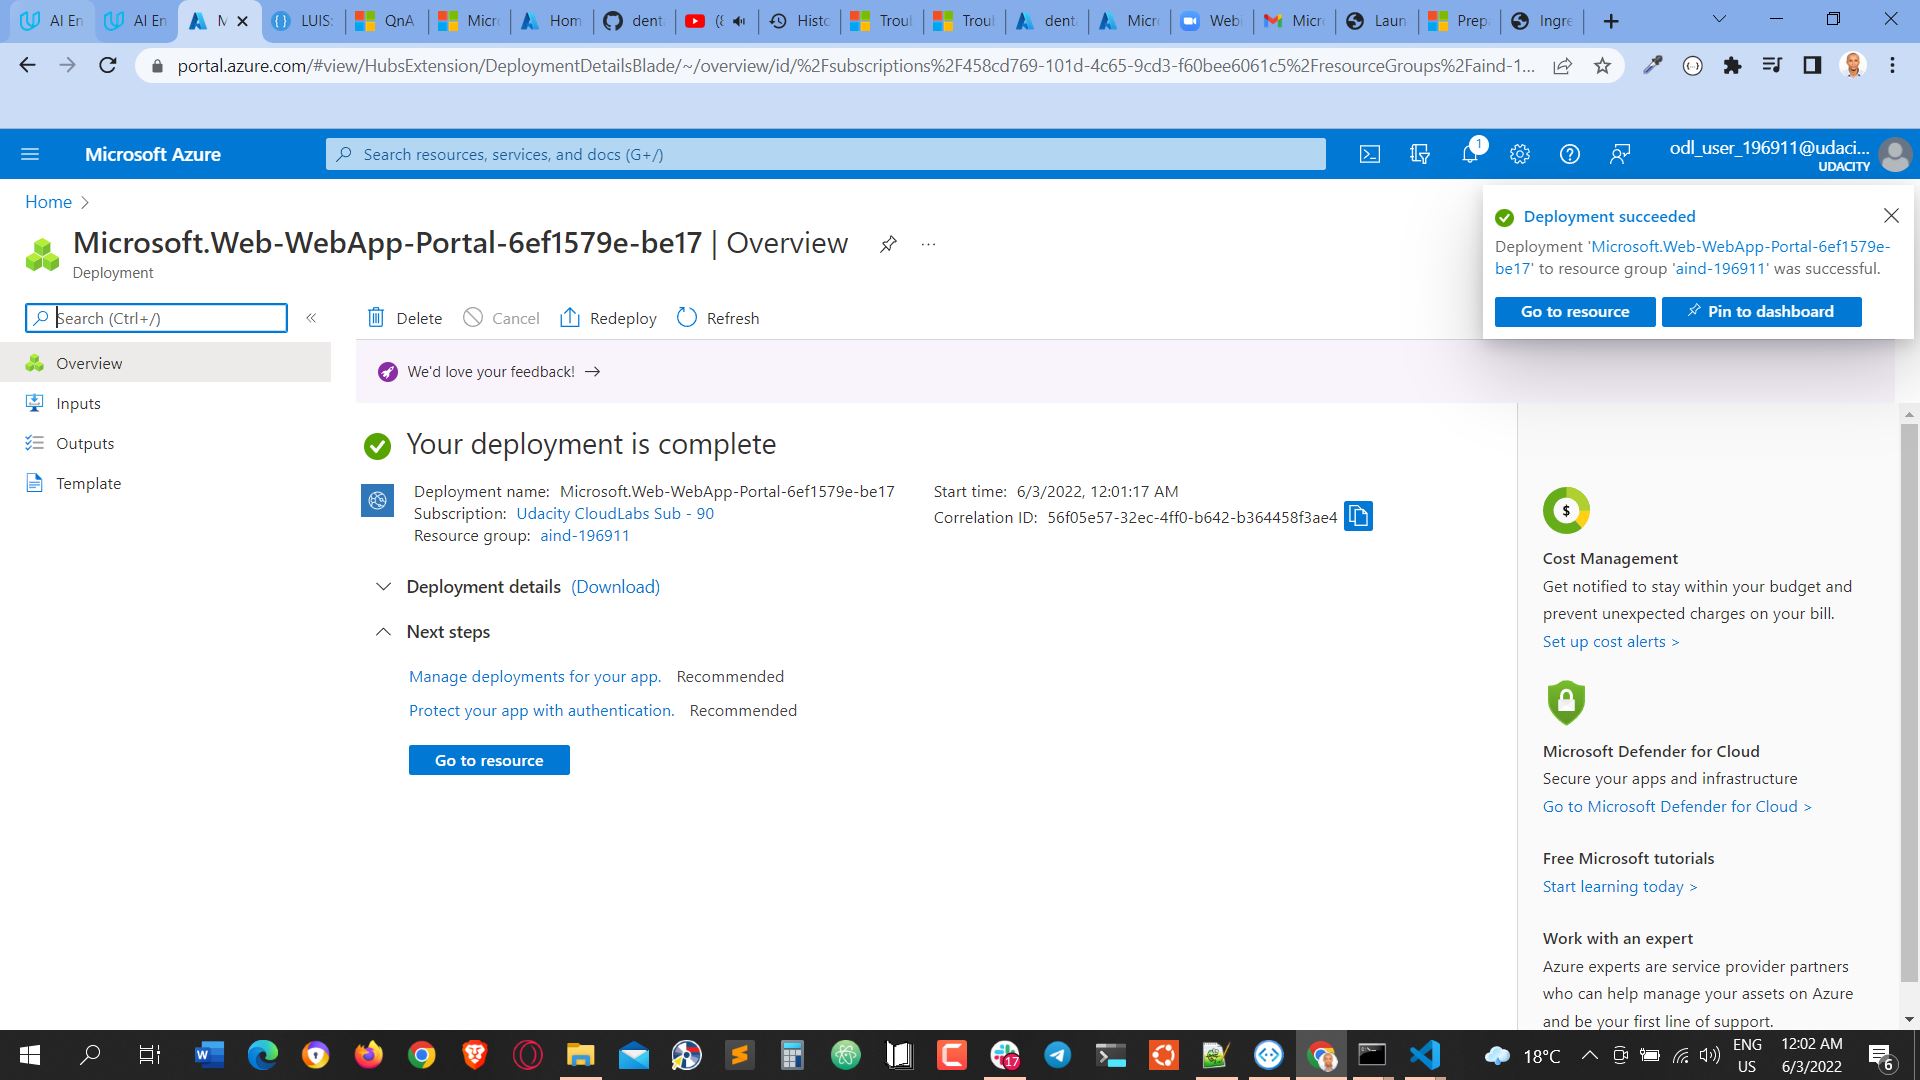 AI En
AI En
M
LUIS:
QnA
Micr
Hom
dent
(8
Histo
Troul
Troul
dent
Micr
Webi
Micr
Laun
Prep
Ingre
portal.azure.com/#view/HubsExtension/DeploymentDetailsBlade/~/overview/id/%2Fsubscriptions%2F458cd769-101d-4c65-9cd3-f60bee6061c5%2FresourceGroups%2Faind-1...
Microsoft Azure
Search resources, services, and docs (G+/)
1
odl_user_196911@udaci...
UDACITY
Home
Microsoft.Web-WebApp-Portal-6ef1579e-be17 | Overview
Deployment
Deployment succeeded
Deployment 'Microsoft.Web-WebApp-Portal-6ef1579e-
be17' to resource group 'aind-196911' was successful.
Go to resource
Pin to dashboard
Search (Ctrl+/)
Delete
Cancel
Redeploy
Refresh
Overview
Inputs
Outputs
Template
We'd love your feedback!
Your deployment is complete
Deployment name: Microsoft.Web-WebApp-Portal-6ef1579e-be17
Subscription: Udacity CloudLabs Sub - 90
Resource group: aind-196911
Start time: 6/3/2022, 12:01:17 AM
Correlation ID: 56f05e57-32ec-4ff0-b642-b364458f3ae4
Deployment details (Download)
Next steps
Manage deployments for your app. Recommended
Protect your app with authentication. Recommended
Go to resource
Cost Management
Get notified to stay within your budget and
prevent unexpected charges on your bill.
Set up cost alerts >
Microsoft Defender for Cloud
Secure your apps and infrastructure
Go to Microsoft Defender for Cloud >
Free Microsoft tutorials
Start learning today >
Work with an expert
Azure experts are service provider partners
who can help manage your assets on Azure
and be your first line of support.
17
18°C
ENG
US
12:02 AM
6/3/2022
6